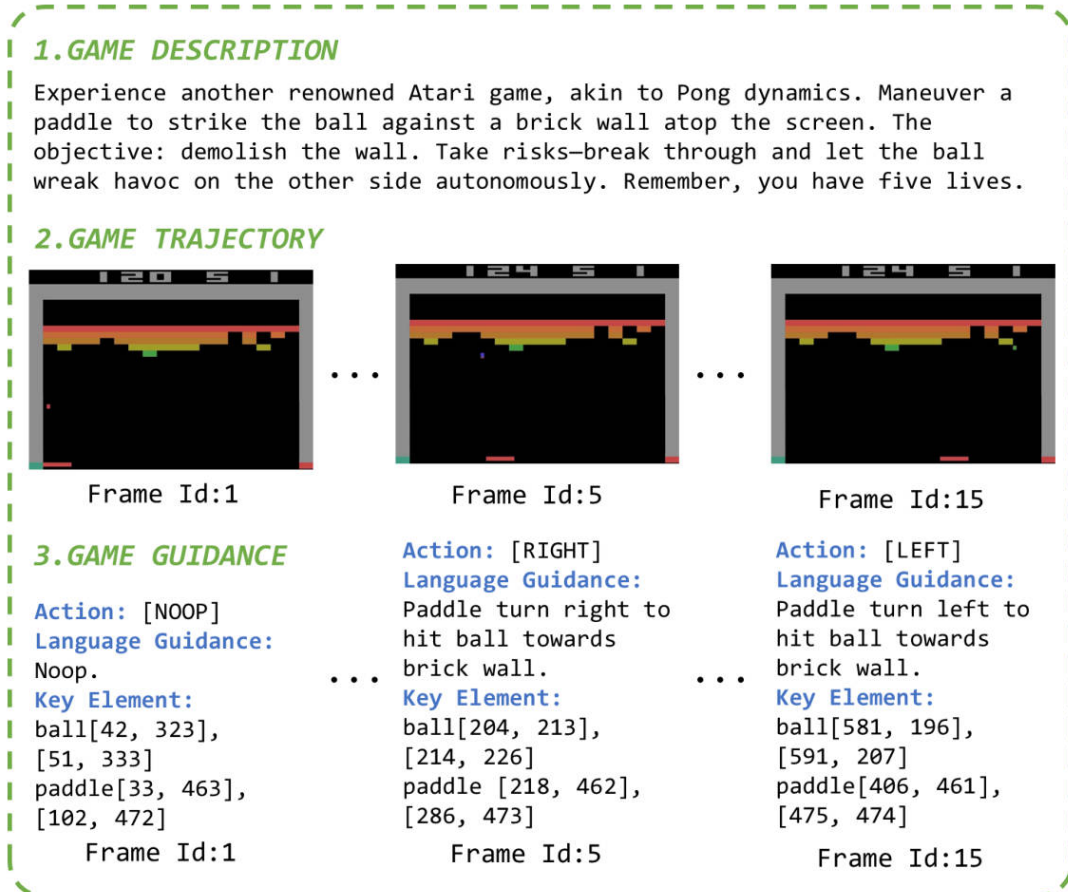 1.GAME DESCRIPTION
Experience another renowned Atari game, akin to Pong dynamics. Maneuver a
paddle to strike the ball against a brick wall atop the screen. The
objective: demolish the wall. Take risks—break through and let the ball
wreak havoc on the other side autonomously. Remember, you have five lives.
2.GAME TRAJECTORY
120 5 1
Frame Id:1
...
124 5 1
Frame Id:5
...
124 5 1
Frame Id:15
3.GAME GUIDANCE
Action: [NOOP]
Language Guidance:
Noop.
Key Element:
ball[42, 323],
[51, 333]
paddle[33, 463],
[102, 472]
Frame Id:1
...
Action: [RIGHT]
Language Guidance:
Paddle turn right to
hit ball towards
brick wall.
Key Element:
ball[204, 213],
[214, 226]
paddle [218, 462],
[286, 473]
Frame Id:5
...
Action: [LEFT]
Language Guidance:
Paddle turn left to
hit ball towards
brick wall.
Key Element:
ball[581, 196],
[591, 207]
paddle[406, 461],
[475, 474]
Frame Id:15